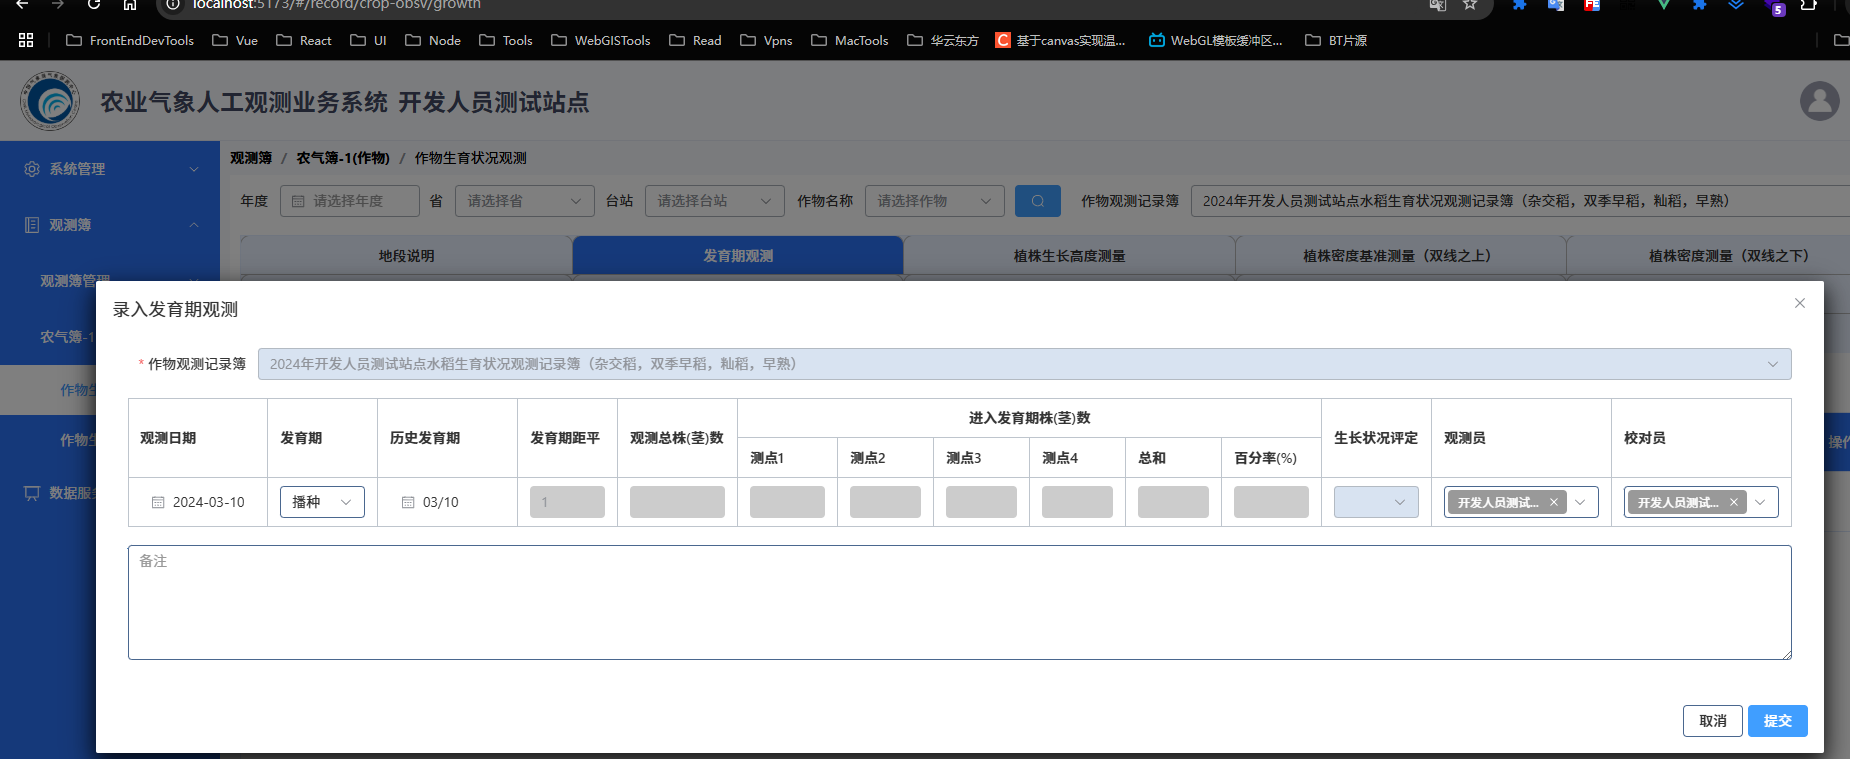 localhost:5173/#/record/crop-obsv/growth
5
FrontEndDevTools Vue React UI Node Tools WebGISTools Read Vpns MacTools 华云东方 基于canvas实现温... WebGL模板缓冲区... BT片源
农业气象人工观测业务系统 开发人员测试站点
系统管理
观测簿 / 农气簿-1(作物) / 作物生育状况观测
年度 请选择年度 省 请选择省 台站 请选择台站 作物名称 请选择作物 作物观测记录簿 2024年开发人员测试站点水稻生育状况观测记录簿（杂交稻，双季早稻，籼稻，早熟）
观测簿
地段说明 发育期观测 植株生长高度测量 植株密度基准测量（双线之上） 植株密度测量（双线之下）
观测簿管理
农气簿-1
作物生
作物生
数据服务
操作
录入发育期观测
* 作物观测记录簿 2024年开发人员测试站点水稻生育状况观测记录簿（杂交稻，双季早稻，籼稻，早熟）
观测日期 发育期 历史发育期 发育期距平 观测总株(茎)数 进入发育期株(茎)数 生长状况评定 观测员 校对员
测点1 测点2 测点3 测点4 总和 百分率(%)
2024-03-10 播种 03/10 1 开发人员测试... 开发人员测试...
备注
取消 提交